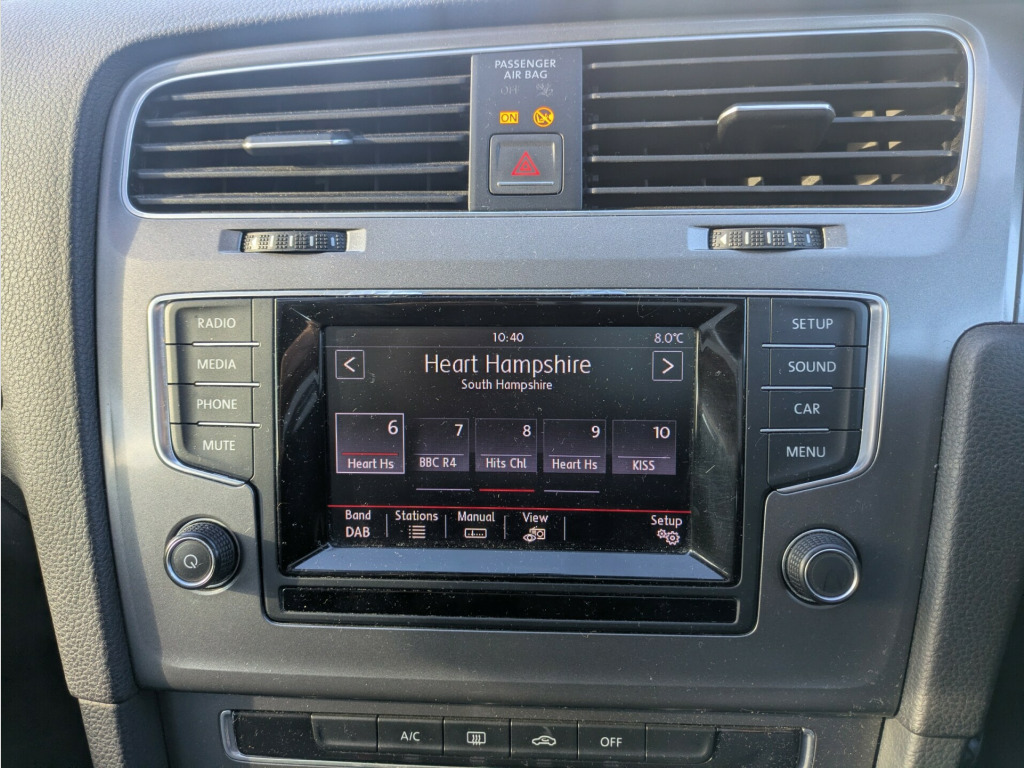 PASSENGER
AIR BAG
OFF
ON
RADIO
MEDIA
PHONE
MUTE
10:40
8.0°C
<
Heart Hampshire
>
South Hampshire
6
7
8
9
10
Heart Hs
BBC R4
Hits Chl
Heart Hs
KISS
Band
Stations
Manual
View
Setup
DAB
SETUP
SOUND
CAR
MENU
A/C
OFF